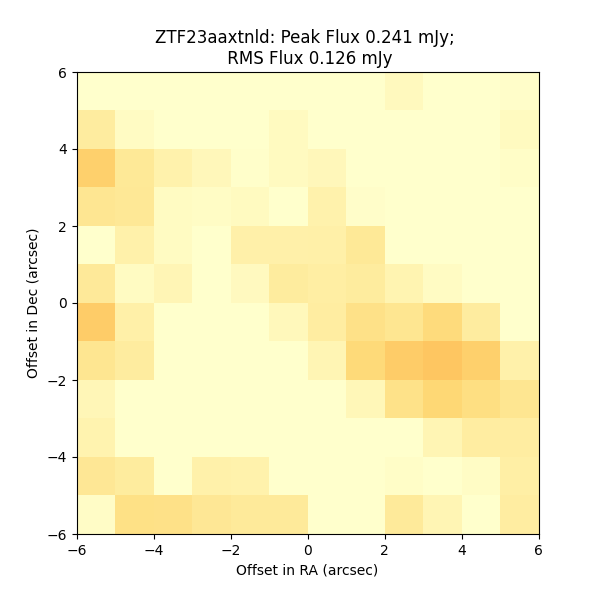 ZTF23aaxtnld: Peak Flux 0.241 mJy;
RMS Flux 0.126 mJy
6
4
2
0
−2
−4
−6
Offset in Dec (arcsec)
−6 −4 −2 0 2 4 6
Offset in RA (arcsec)